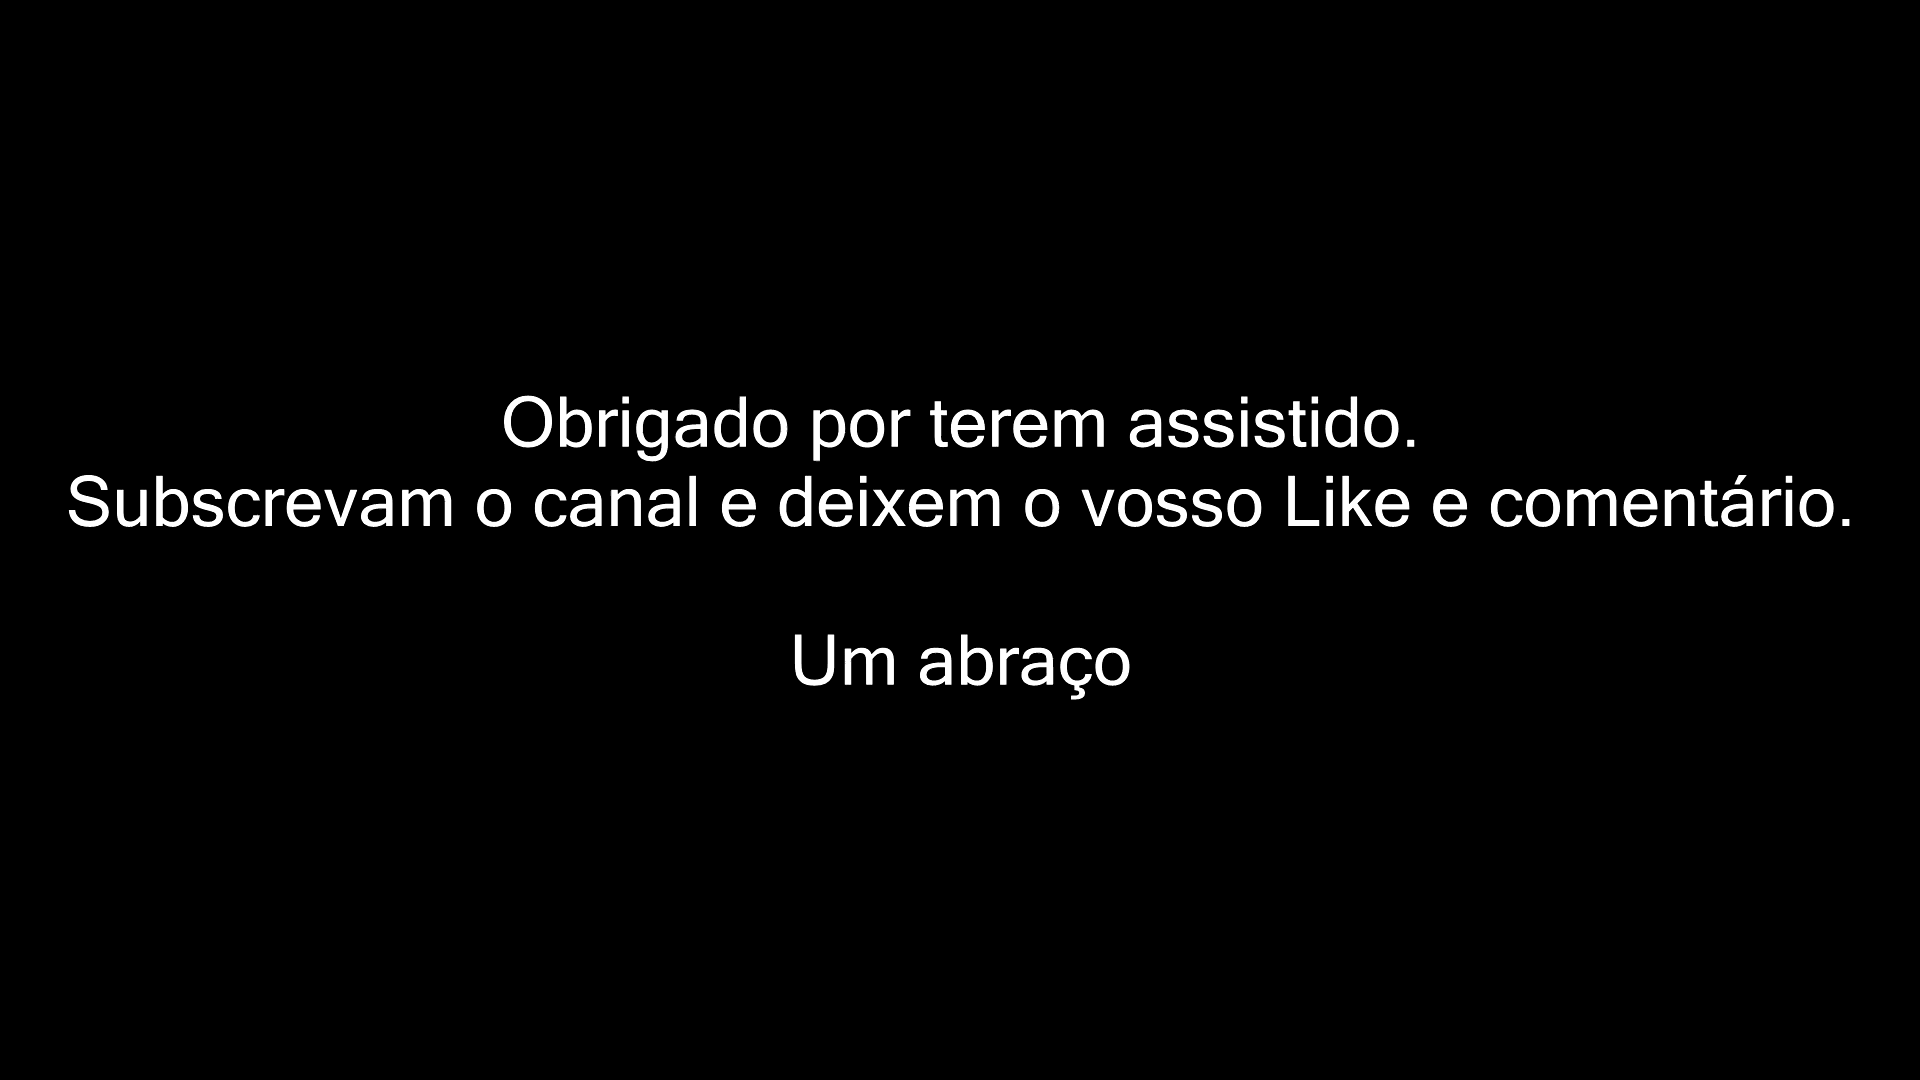 Obrigado por terem assistido.
Subscrevam o canal e deixem o vosso Like e comentário.
Um abraço